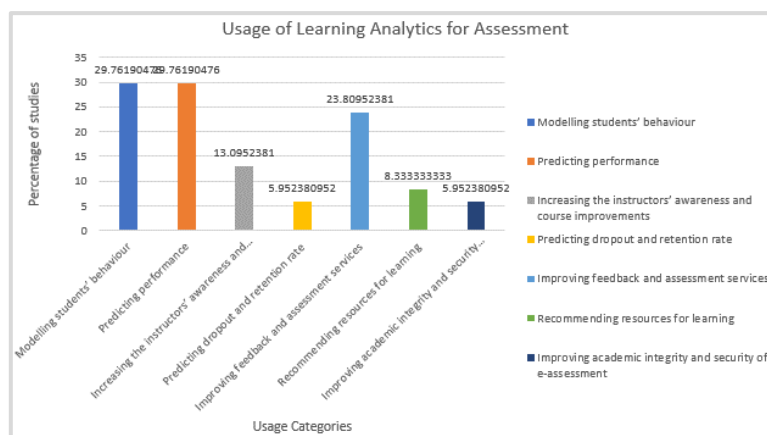 Usage of Learning Analytics for Assessment
Percentage of studies
35
30
25
20
15
10
5
0
29.76190476
29.76190476
13.0952381
5.952380952
23.80952381
8.333333333
5.952380952
Modelling students' behaviour
Predicting performance
Increasing the instructors' awareness and...
Predicting dropout and retention rate
Improving feedback and assessment services
Recommending resources for learning
Improving academic integrity and security...
Usage Categories
Modelling students' behaviour
Predicting performance
Increasing the instructors' awareness and
course improvements
Predicting dropout and retention rate
Improving feedback and assessment services
Recommending resources for learning
Improving academic integrity and security of
e-assessment